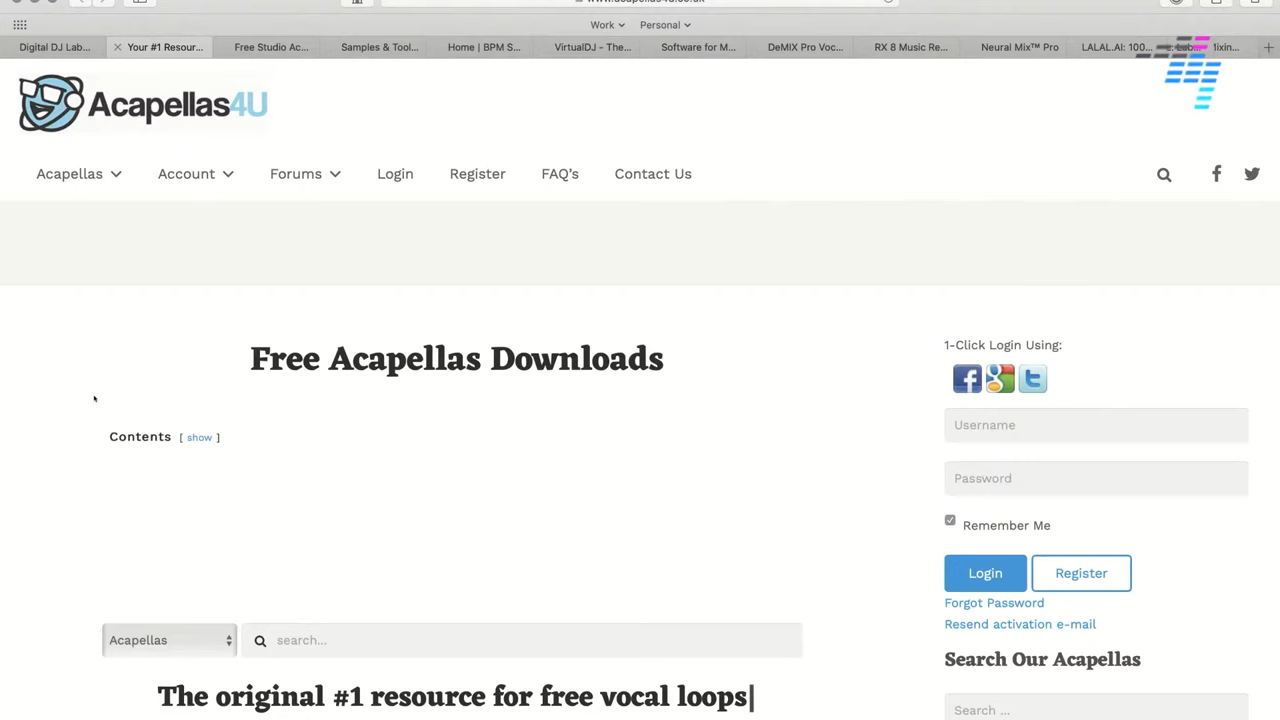 Work Personal
Digital DJ Lab... Your #1 Resour... Free Studio Ac... Samples & Tool... Home | BPM S... VirtualDJ - The... Software for M... DeMIX Pro Voc... RX 8 Music Re... Neural Mix™ Pro LALAL.AI: 100...
Acapellas4U
Acapellas Account Forums Login Register FAQ's Contact Us
Free Acapellas Downloads
1-Click Login Using:
Username
Contents [ show ]
Password
Remember Me
Login Register
Forgot Password
Resend activation e-mail
Acapellas search...
Search Our Acapellas
The original #1 resource for free vocal loops|
Search ...